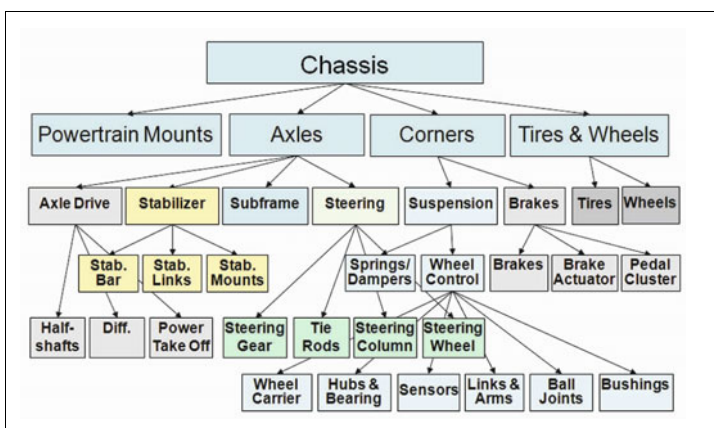 Chassis
Powertrain Mounts
Axles
Corners
Tires & Wheels
Axle Drive
Stabilizer
Subframe
Steering
Suspension
Brakes
Tires
Wheels
Stab.
Bar
Stab.
Links
Stab.
Mounts
Springs/
Dampers
Wheel
Control
Brakes
Brake
Actuator
Pedal
Cluster
Half-
shafts
Diff.
Power
Take Off
Steering
Gear
Tie
Rods
Steering
Column
Steering
Wheel
Wheel
Carrier
Hubs &
Bearing
Sensors
Links &
Arms
Ball
Joints
Bushings